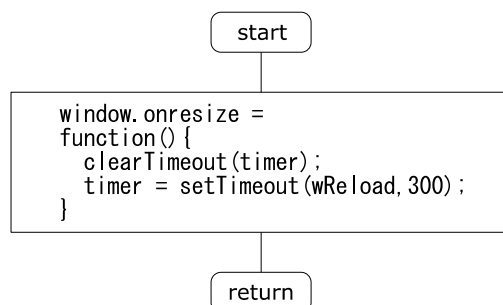 start
window.onresize =
function(){
clearTimeout(timer);
timer = setTimeout(wReload,300);
}
return